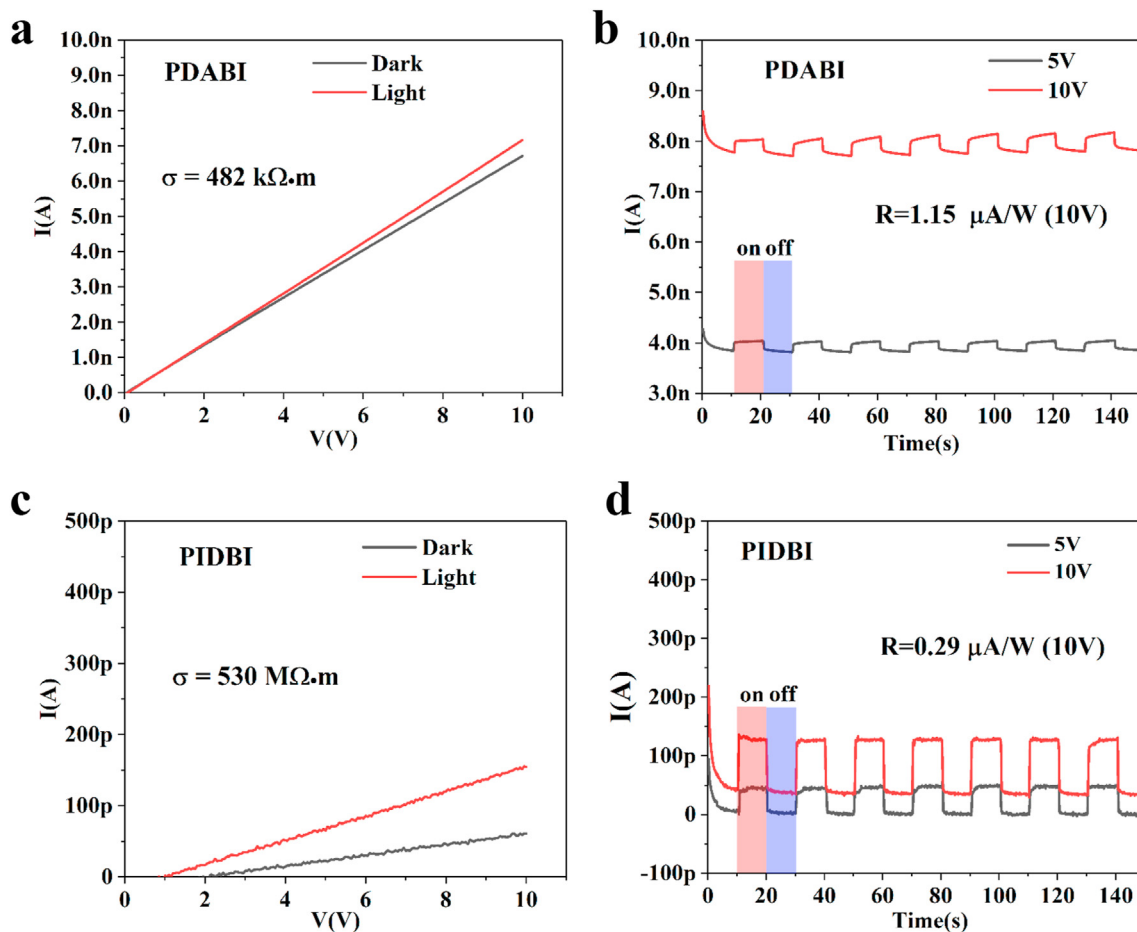 a
10.0n
9.0n
8.0n
7.0n
6.0n
5.0n
4.0n
3.0n
2.0n
1.0n
0.0
I(A)
PDABI
Dark
Light
σ = 482 kΩ·m
0 2 4 6 8 10
V(V)
b
10.0n
9.0n
8.0n
7.0n
6.0n
5.0n
4.0n
3.0n
I(A)
PDABI
5V
10V
R=1.15 μA/W (10V)
on off
0 20 40 60 80 100 120 140
Time(s)
c
500p
400p
300p
200p
100p
0
I(A)
PIDBI
Dark
Light
σ = 530 MΩ·m
0 2 4 6 8 10
V(V)
d
500p
400p
300p
200p
100p
0
-100p
I(A)
PIDBI
5V
10V
R=0.29 μA/W (10V)
on off
0 20 40 60 80 100 120 140
Time(s)